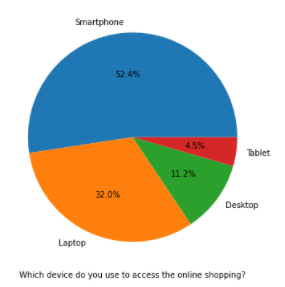 Smartphone
52.4%
4.5%
Tablet
11.2%
32.0%
Desktop
Laptop
Which device do you use to access the online shopping?